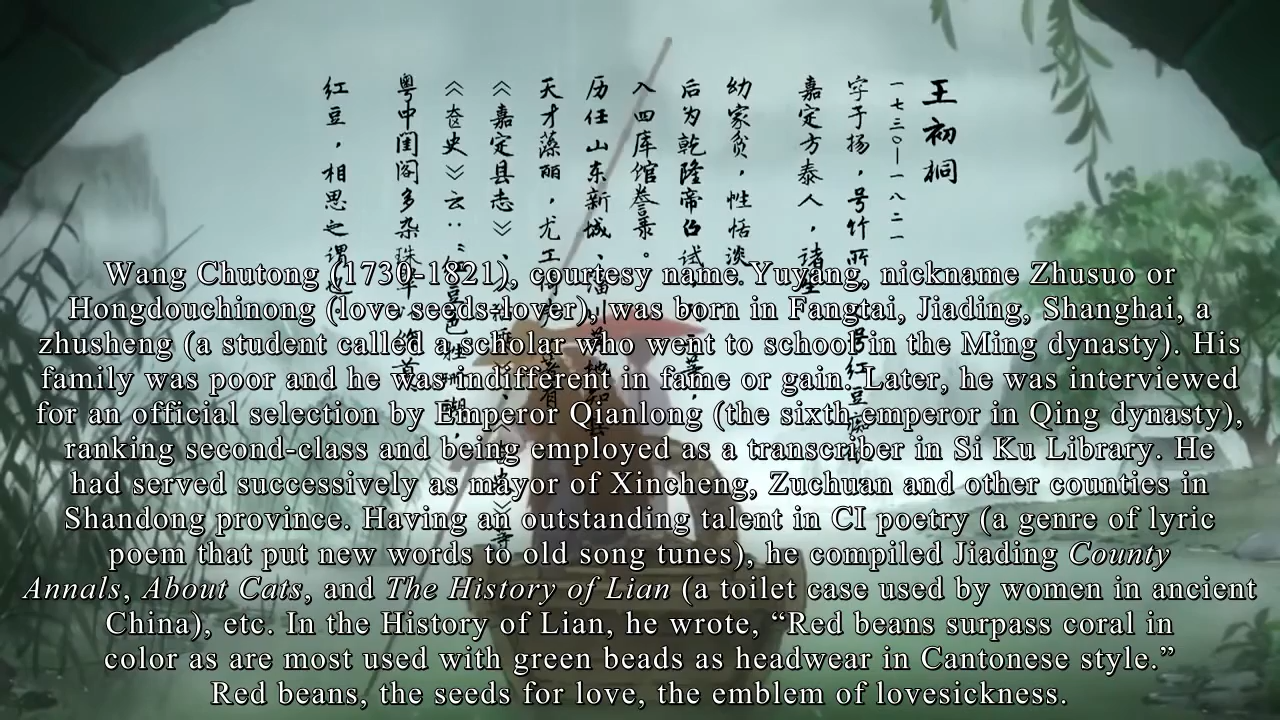 王初桐
一七三〇—一八二一
字于扬，号竹所
嘉定方泰人，诸生
幼家贫，性恬淡
后为乾隆帝召试，
入四库馆誊录。
历任山东新城、淄川
天才藻丽，尤工
《嘉定县志》、
《奁史》云：“豆色胜瑚，
粤中闺阁多杂珠
红豆，相思之谓也
Wang Chutong (1730-1821), courtesy name Yuyang, nickname Zhusuo or
Hongdouchinong (love seeds lover), was born in Fangtai, Jiading, Shanghai, a
zhusheng (a student called a scholar who went to school in the Ming dynasty). His
family was poor and he was indifferent in fame or gain. Later, he was interviewed
for an official selection by Emperor Qianlong (the sixth emperor in Qing dynasty),
ranking second-class and being employed as a transcriber in Si Ku Library. He
had served successively as mayor of Xincheng, Zuchuan and other counties in
Shandong province. Having an outstanding talent in CI poetry (a genre of lyric
poem that put new words to old song tunes), he compiled Jiading County
Annals, About Cats, and The History of Lian (a toilet case used by women in ancient
China), etc. In the History of Lian, he wrote, “Red beans surpass coral in
color as are most used with green beads as headwear in Cantonese style.”
Red beans, the seeds for love, the emblem of lovesickness.